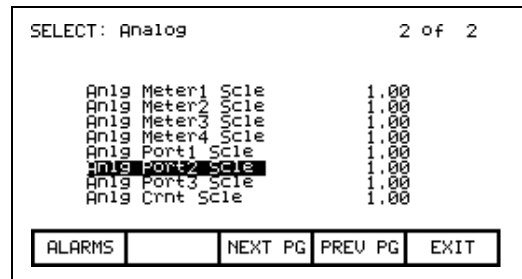 SELECT: Analog 2 of 2
Anlg Meter1 Scle 1.00
Anlg Meter2 Scle 1.00
Anlg Meter3 Scle 1.00
Anlg Meter4 Scle 1.00
Anlg Port1 Scle 1.00
Anlg Port2 Scle 1.00
Anlg Port3 Scle 1.00
Anlg Crnt Scle 1.00
ALARMS NEXT PG PREV PG EXIT